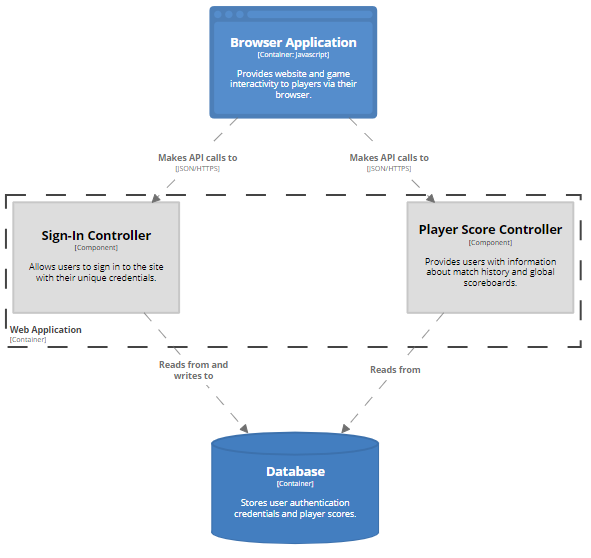 Browser Application
[Container: Javascript]
Provides website and game
interactivity to players via their
browser.
Makes API calls to
[JSON/HTTPS]
Makes API calls to
[JSON/HTTPS]
Sign-In Controller
[Component]
Allows users to sign in to the site
with their unique credentials.
Player Score Controller
[Component]
Provides users with information
about match history and global
scoreboards.
Web Application
[Container]
Reads from and
writes to
Reads from
Database
[Container]
Stores user authentication
credentials and player scores.